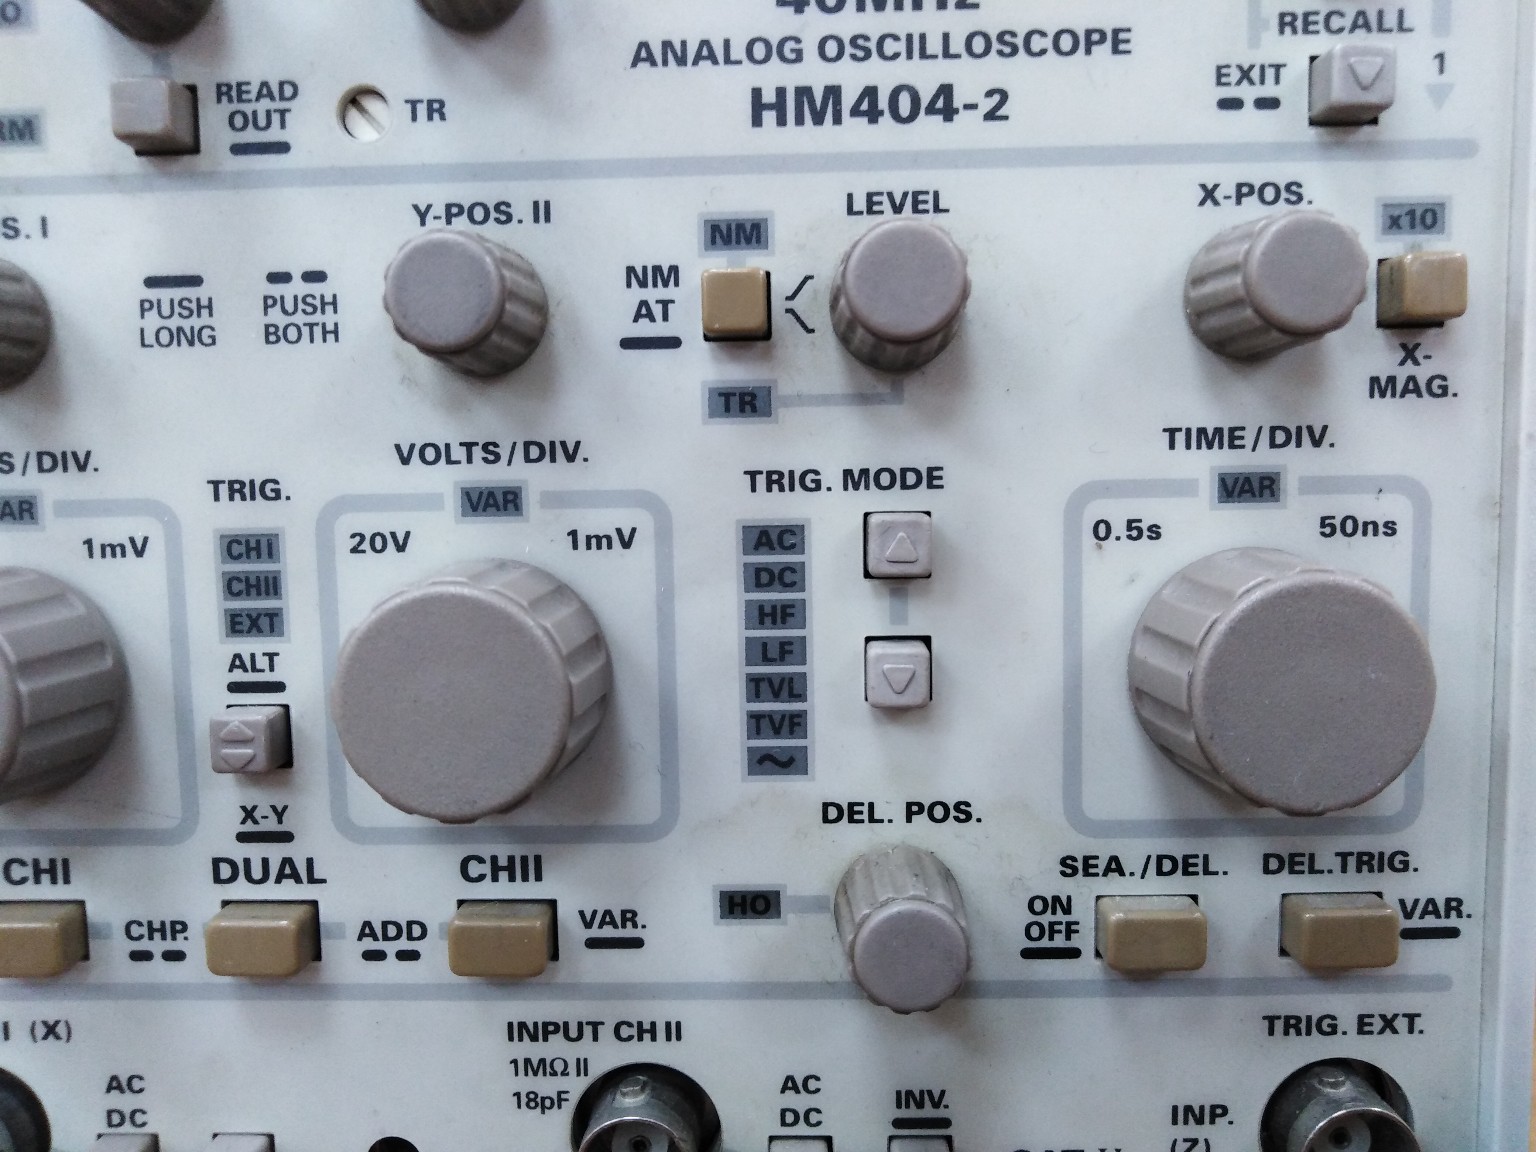 40MHz
ANALOG OSCILLOSCOPE
HM404-2
RECALL
EXIT
1
READ
OUT
TR
Y-POS. II
NM
LEVEL
X-POS.
x10
PUSH
LONG
PUSH
BOTH
NM
AT
X-
MAG.
TR
VOLTS/DIV.
TRIG. MODE
TIME/DIV.
TRIG.
VAR
VAR
1mV
20V
1mV
0.5s
50ns
CHI
CHII
EXT
ALT
AC
DC
HF
LF
TVL
TVF
~
X-Y
DEL. POS.
CHI
DUAL
CHII
SEA./DEL.
DEL.TRIG.
CHP.
ADD
VAR.
HO
ON
OFF
VAR.
I (X)
INPUT CH II
1MΩ II
18pF
TRIG. EXT.
AC
DC
AC
DC
INV.
INP.
(Z)